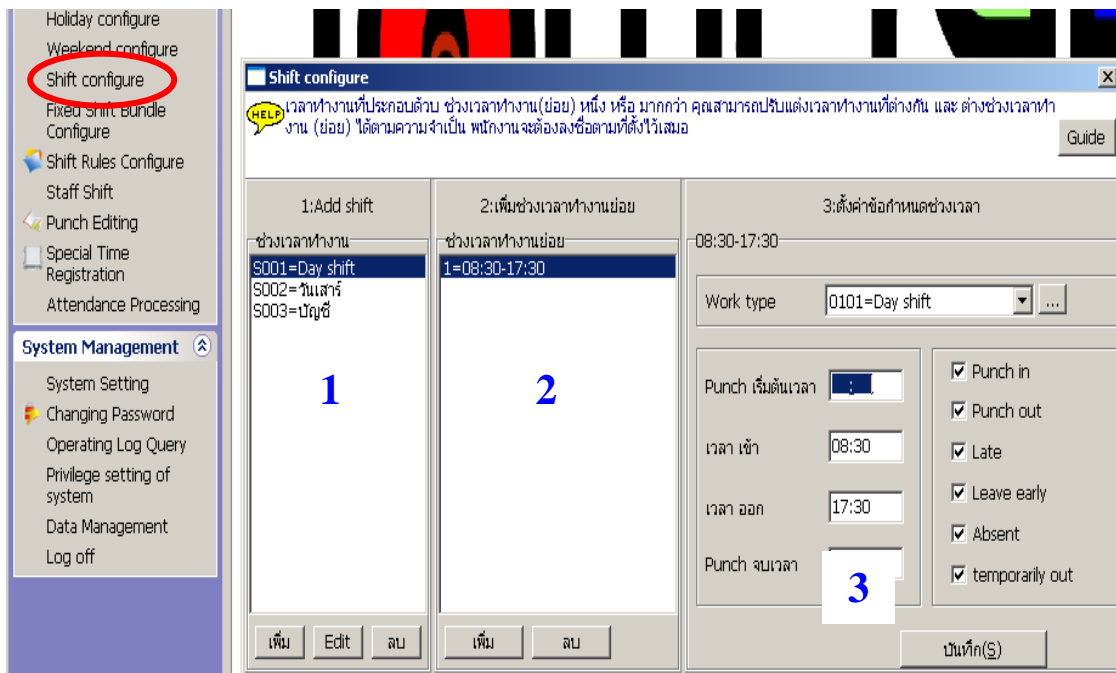 Holiday configure
Weekend configure
Shift configure
Fixed Shift Bundle
Configure
Shift Rules Configure
Staff Shift
Punch Editing
Special Time
Registration
Attendance Processing
System Management
System Setting
Changing Password
Operating Log Query
Privilege setting of
system
Data Management
Log off
Shift configure
X
HELP
เวลาทำงานที่ประกอบด้วบ ช่วงเวลาทำงาน(ย่อย) หนึ่ง หรือ มากกว่า คุณสามารถปรับแต่งเวลาทำงานที่ต่างกัน และ ต่างช่วงเวลาทำ
งาน (ย่อย) ได้ตามความจำเป็น พนักงานจะต้องลงชื่อตามที่ตั้งไว้เสมอ
Guide
1:Add shift
ช่วงเวลาทำงาน
S001=Day shift
S002=วันเสาร์
S003=บัญชี
1
เพิ่ม Edit ลบ
2:เพิ่มช่วงเวลาทำงานย่อย
ช่วงเวลาทำงานย่อย
1=08:30-17:30
2
เพิ่ม ลบ
3:ตั้งค่าข้อกำหนดช่วงเวลา
08:30-17:30
Work type 0101=Day shift ...
Punch เริ่มต้นเวลา :
เวลา เข้า 08:30
เวลา ออก 17:30
Punch จบเวลา
3
Punch in
Punch out
Late
Leave early
Absent
temporarily out
บันทึก(S)